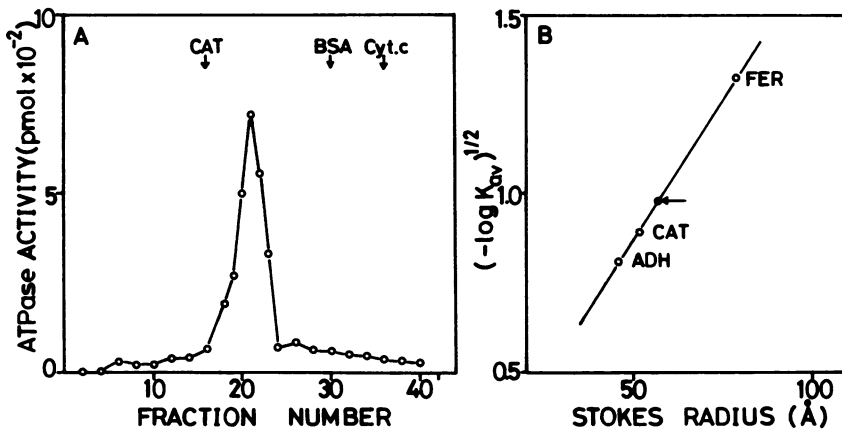 A
CAT
BSA Cyt.c
ATPase ACTIVITY(pmol x 10⁻²)
10
5
0
10
20
30
40
FRACTION NUMBER
B
FER
CAT
ADH
(-log Kav)1/2
1.5
1.0
0.5
50
100
STOKES RADIUS (Å)